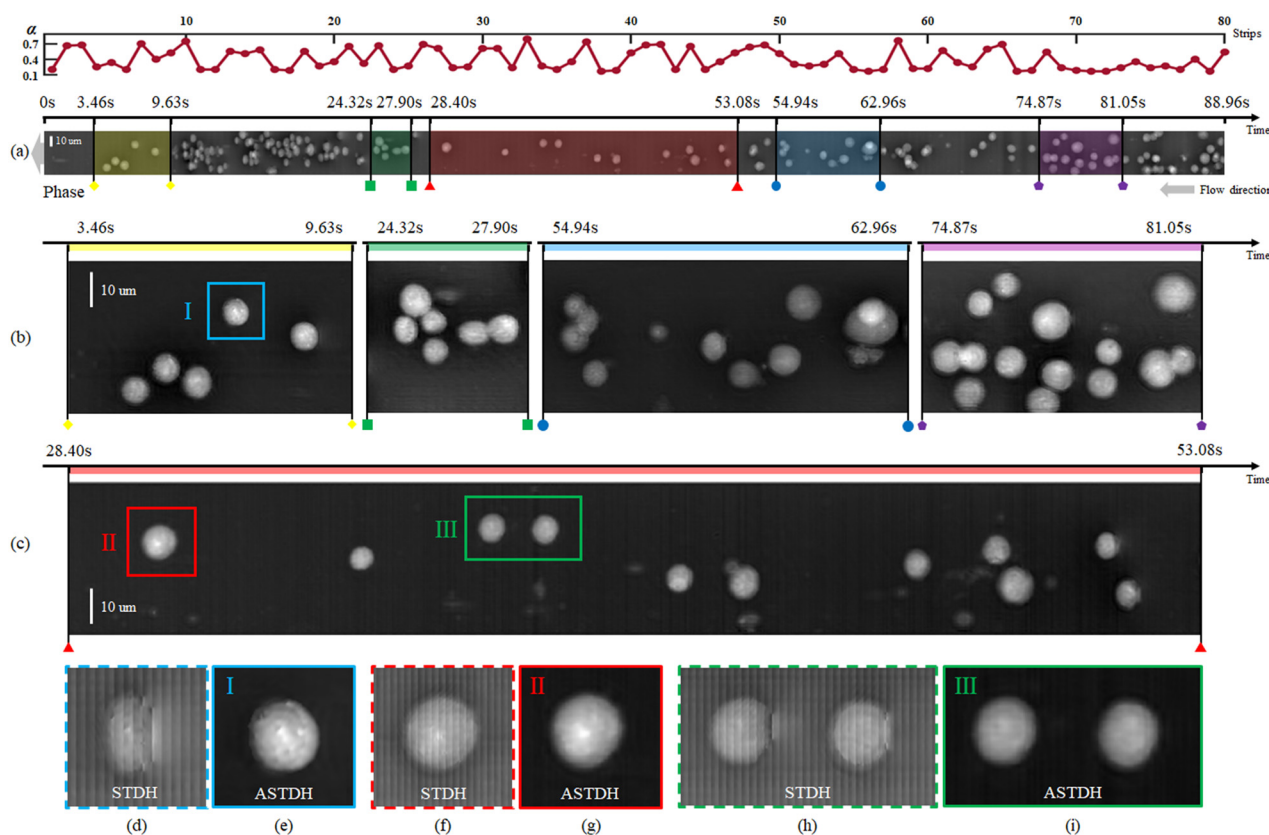 10 20 30 40 50 60 70 80
α
Strips
0.7
0.4
0.1
0s 3.46s 9.63s 24.32s 27.90s 28.40s 53.08s 54.94s 62.96s 74.87s 81.05s 88.96s
Time
(a)
10 um
Phase
Flow direction
3.46s 9.63s 24.32s 27.90s 54.94s 62.96s 74.87s 81.05s
Time
10 um
I
(b)
28.40s 53.08s
Time
II
III
(c)
10 um
I II III
STDH ASTDH STDH ASTDH STDH ASTDH
(d) (e) (f) (g) (h) (i)